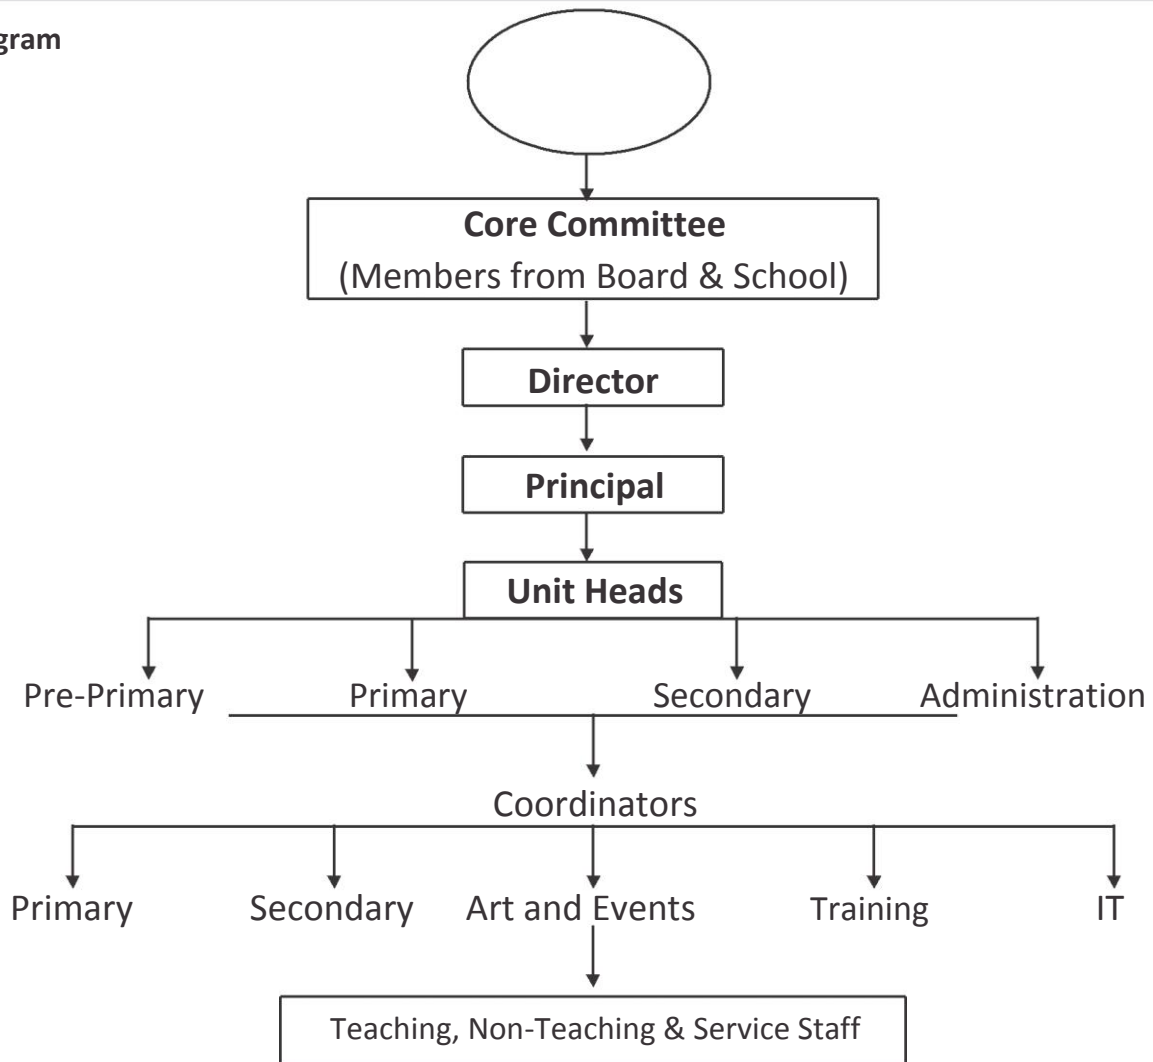 gram
Core Committee
(Members from Board & School)
Director
Principal
Unit Heads
Pre-Primary Primary Secondary Administration
Coordinators
Primary Secondary Art and Events Training IT
Teaching, Non-Teaching & Service Staff